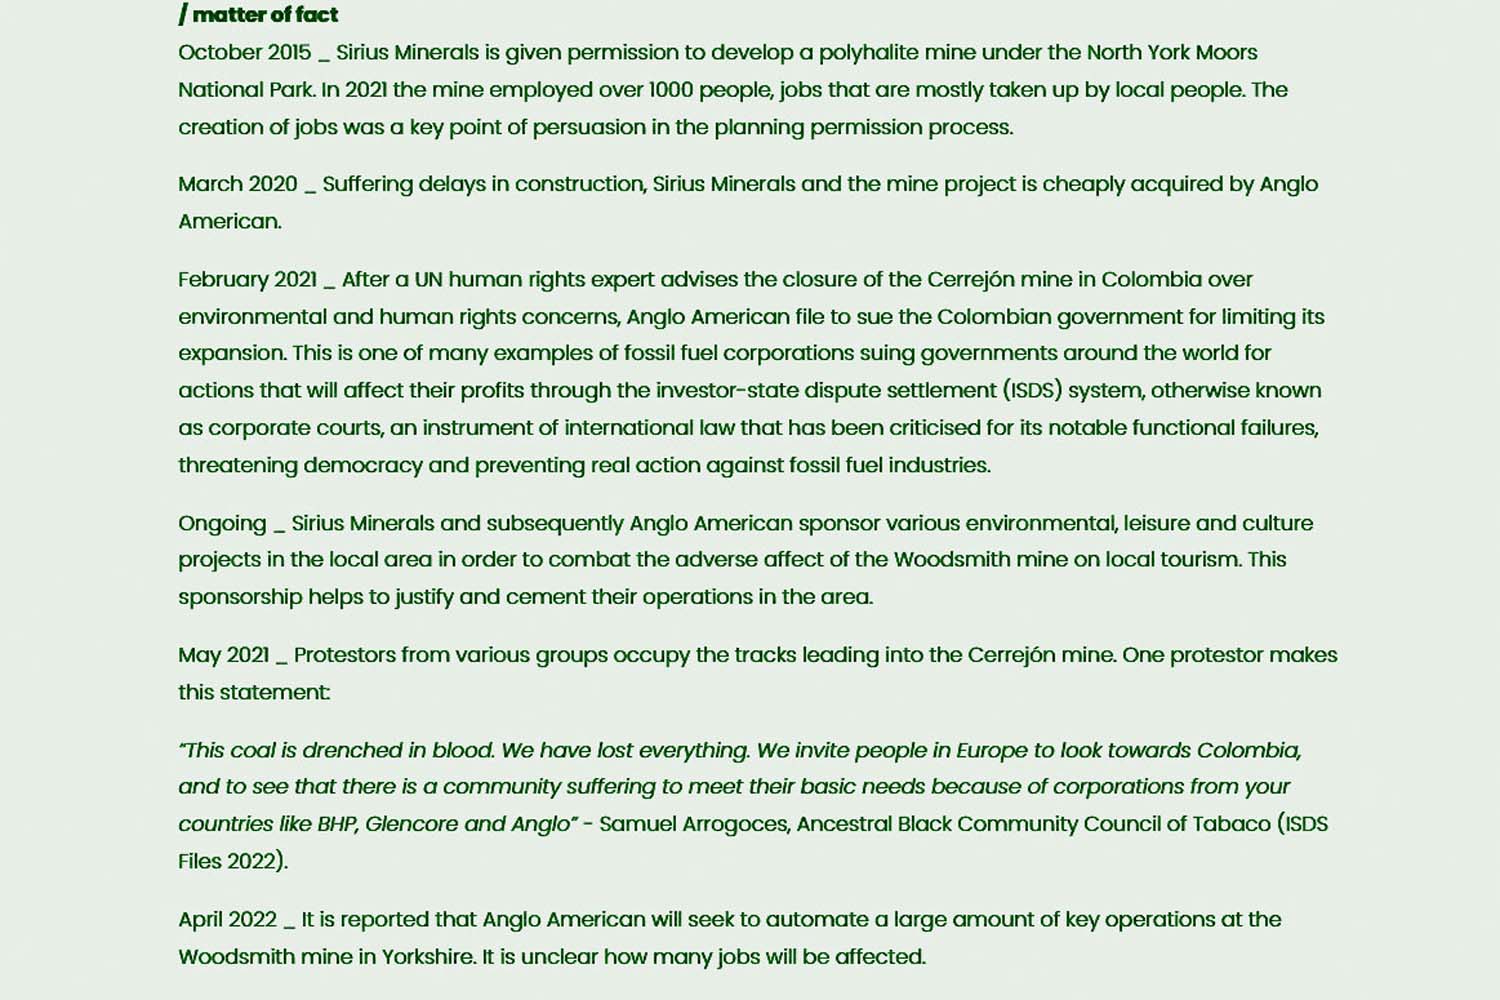 / matter of fact
October 2015 _ Sirius Minerals is given permission to develop a polyhalite mine under the North York Moors
National Park. In 2021 the mine employed over 1000 people, jobs that are mostly taken up by local people. The
creation of jobs was a key point of persuasion in the planning permission process.
March 2020 _ Suffering delays in construction, Sirius Minerals and the mine project is cheaply acquired by Anglo
American.
February 2021 _ After a UN human rights expert advises the closure of the Cerrejón mine in Colombia over
environmental and human rights concerns, Anglo American file to sue the Colombian government for limiting its
expansion. This is one of many examples of fossil fuel corporations suing governments around the world for
actions that will affect their profits through the investor-state dispute settlement (ISDS) system, otherwise known
as corporate courts, an instrument of international law that has been criticised for its notable functional failures,
threatening democracy and preventing real action against fossil fuel industries.
Ongoing _ Sirius Minerals and subsequently Anglo American sponsor various environmental, leisure and culture
projects in the local area in order to combat the adverse affect of the Woodsmith mine on local tourism. This
sponsorship helps to justify and cement their operations in the area.
May 2021 _ Protestors from various groups occupy the tracks leading into the Cerrejón mine. One protestor makes
this statement:
“This coal is drenched in blood. We have lost everything. We invite people in Europe to look towards Colombia,
and to see that there is a community suffering to meet their basic needs because of corporations from your
countries like BHP, Glencore and Anglo” - Samuel Arrogoces, Ancestral Black Community Council of Tabaco (ISDS
Files 2022).
April 2022 _ It is reported that Anglo American will seek to automate a large amount of key operations at the
Woodsmith mine in Yorkshire. It is unclear how many jobs will be affected.